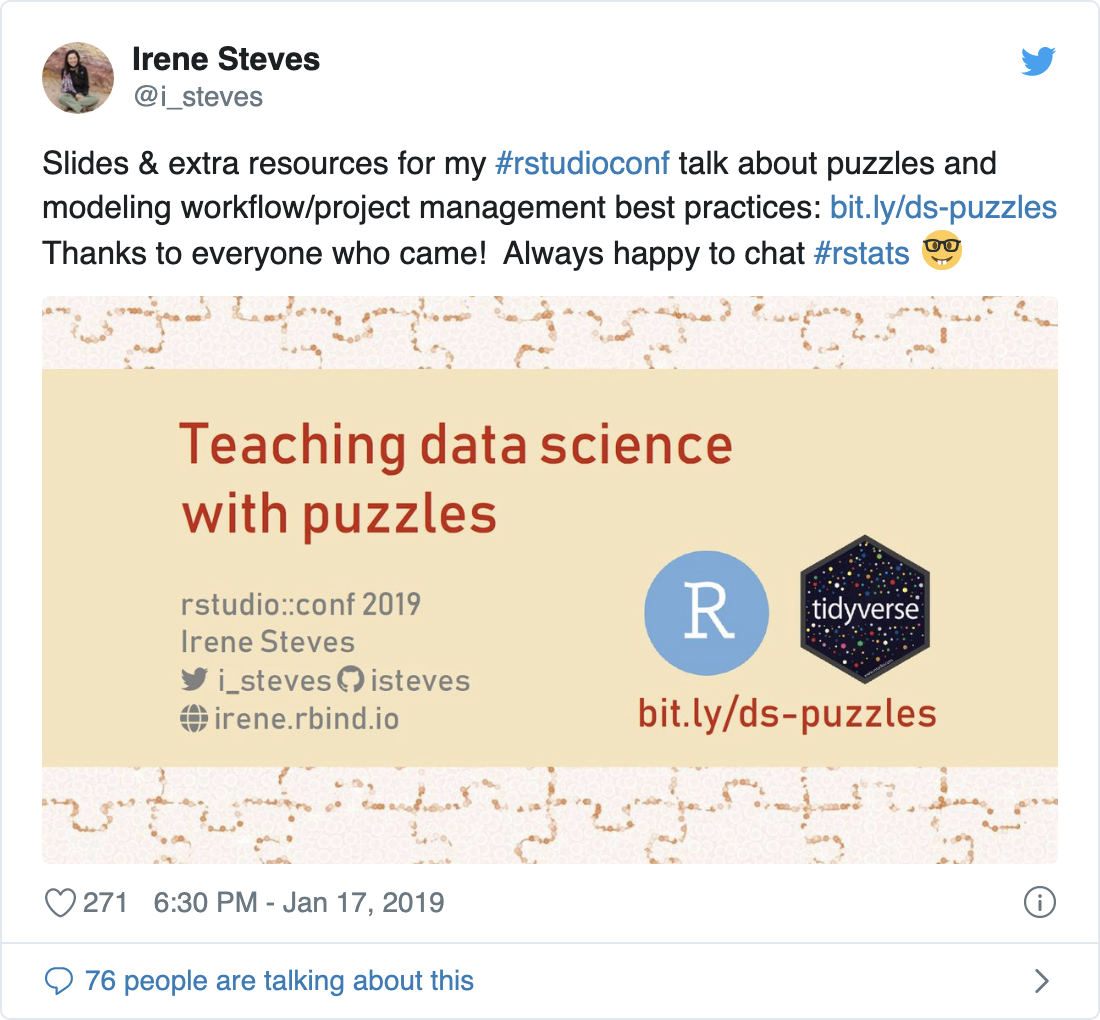 Irene Steves
@i_steves
Slides & extra resources for my #rstudioconf talk about puzzles and
modeling workflow/project management best practices: bit.ly/ds-puzzles
Thanks to everyone who came!  Always happy to chat #rstats 🤓
Teaching data science
with puzzles
rstudio::conf 2019
Irene Steves
i_steves isteves
irene.rbind.io
R
tidyverse
bit.ly/ds-puzzles
271 6:30 PM - Jan 17, 2019
76 people are talking about this